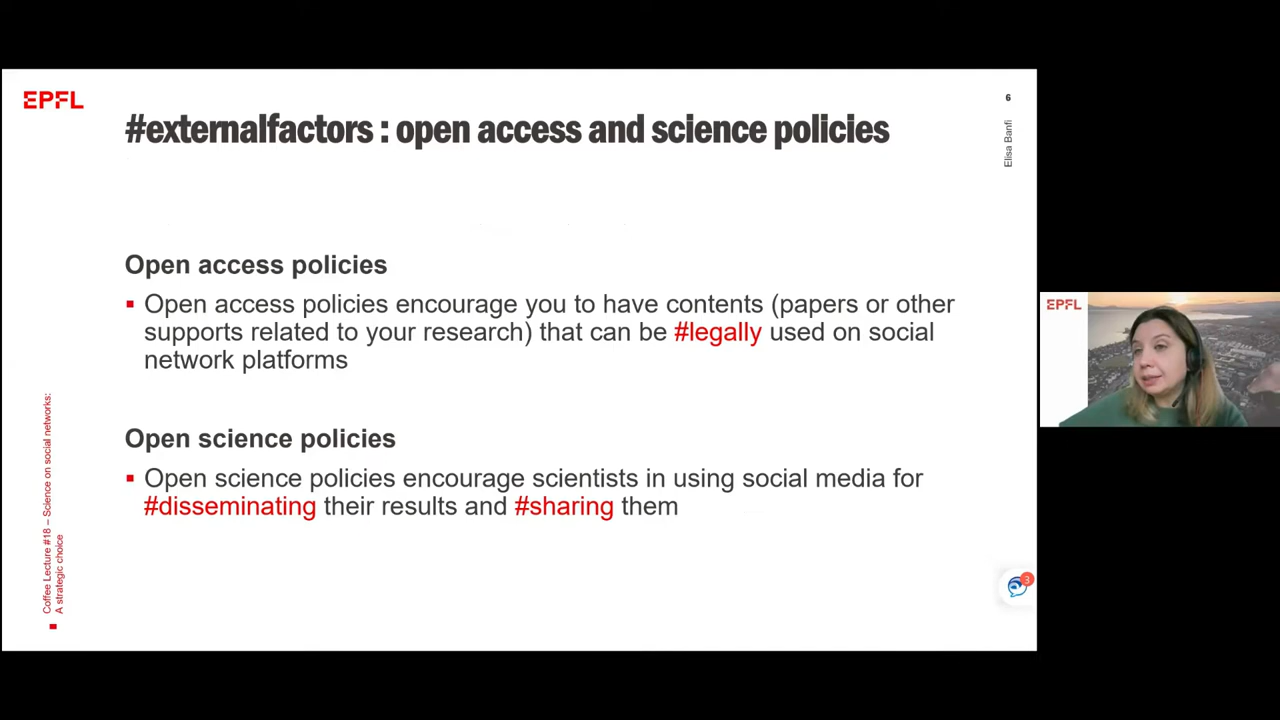 EPFL
6
#externalfactors : open access and science policies
Elisa Banfi
Open access policies
▪ Open access policies encourage you to have contents (papers or other
supports related to your research) that can be #legally used on social
network platforms
Open science policies
▪ Open science policies encourage scientists in using social media for
#disseminating their results and #sharing them
Coffee Lecture #18 – Science on social networks:
A strategic choice
3
EPFL